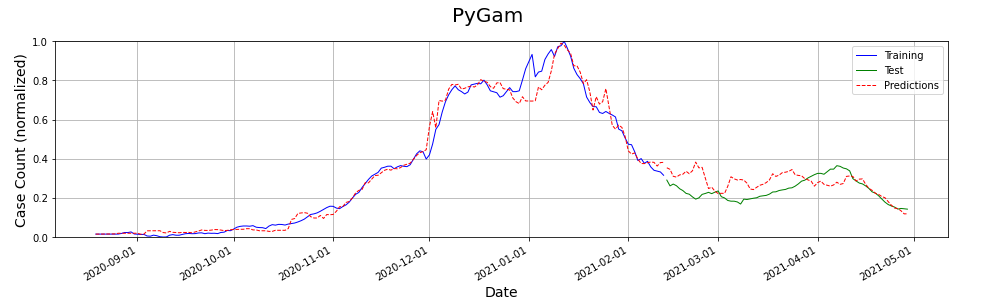 PyGam
Case Count (normalized)
1.0
0.8
0.6
0.4
0.2
0.0
Training
Test
Predictions
2020-09-01
2020-10-01
2020-11-01
2020-12-01
2021-01-01
2021-02-01
2021-03-01
2021-04-01
2021-05-01
Date